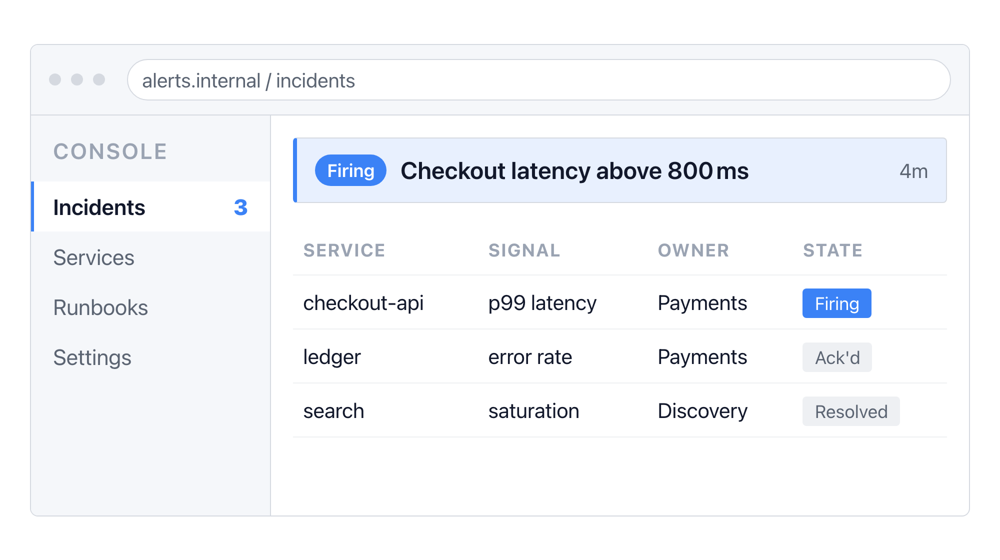 alerts.internal / incidents
CONSOLE
Incidents 3
Services
Runbooks
Settings
Firing Checkout latency above 800 ms 4m
SERVICE SIGNAL OWNER STATE
checkout-api p99 latency Payments Firing
ledger error rate Payments Ack'd
search saturation Discovery Resolved